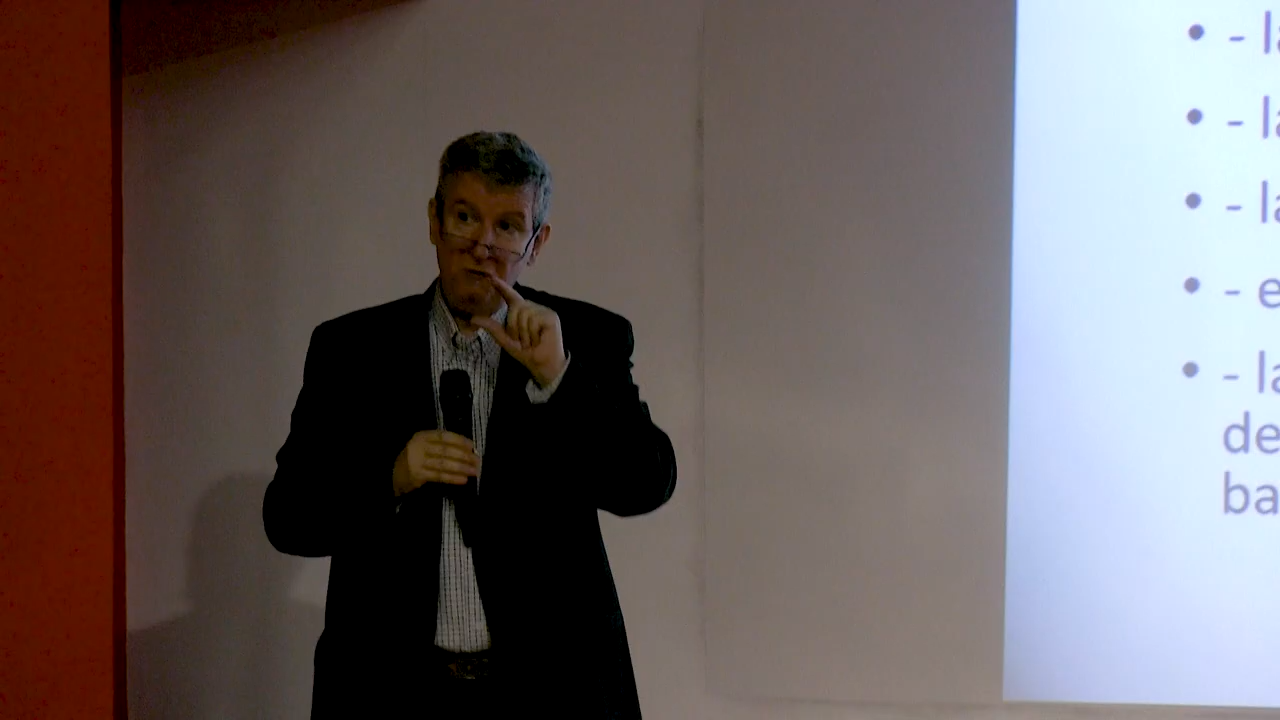 • - la
• - la
• - la
• - e
• - la
de
ba